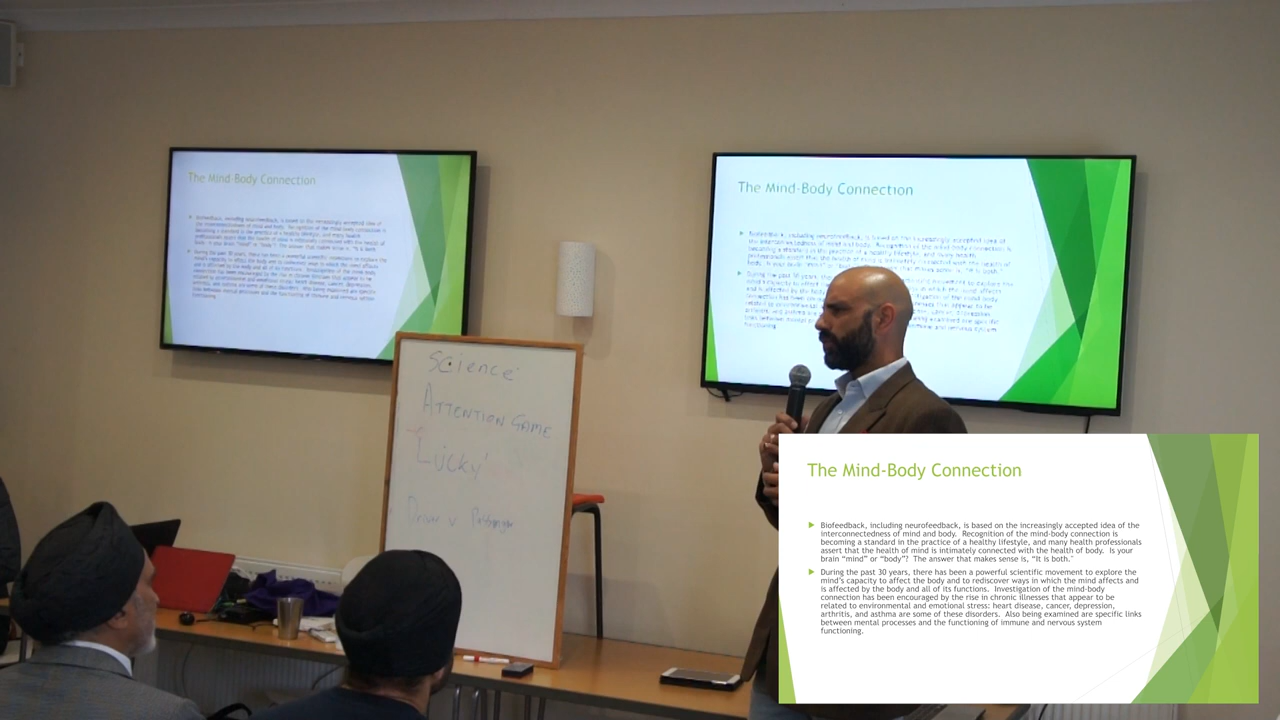 The Mind-Body Connection
The Mind-Body Connection
Science
ATTENTION GAME
Lucky'
Driver v Passenger
The Mind-Body Connection
Biofeedback, including neurofeedback, is based on the increasingly accepted idea of the
interconnectedness of mind and body. Recognition of the mind-body connection is
becoming a standard in the practice of a healthy lifestyle, and many health professionals
assert that the health of mind is intimately connected with the health of body. Is your
brain “mind” or “body”? The answer that makes sense is, “It is both.”
During the past 30 years, there has been a powerful scientific movement to explore the
mind’s capacity to affect the body and to rediscover ways in which the mind affects and
is affected by the body and all of its functions. Investigation of the mind-body
connection has been encouraged by the rise in chronic illnesses that appear to be
related to environmental and emotional stress: heart disease, cancer, depression,
arthritis, and asthma are some of these disorders. Also being examined are specific links
between mental processes and the functioning of immune and nervous system
functioning.